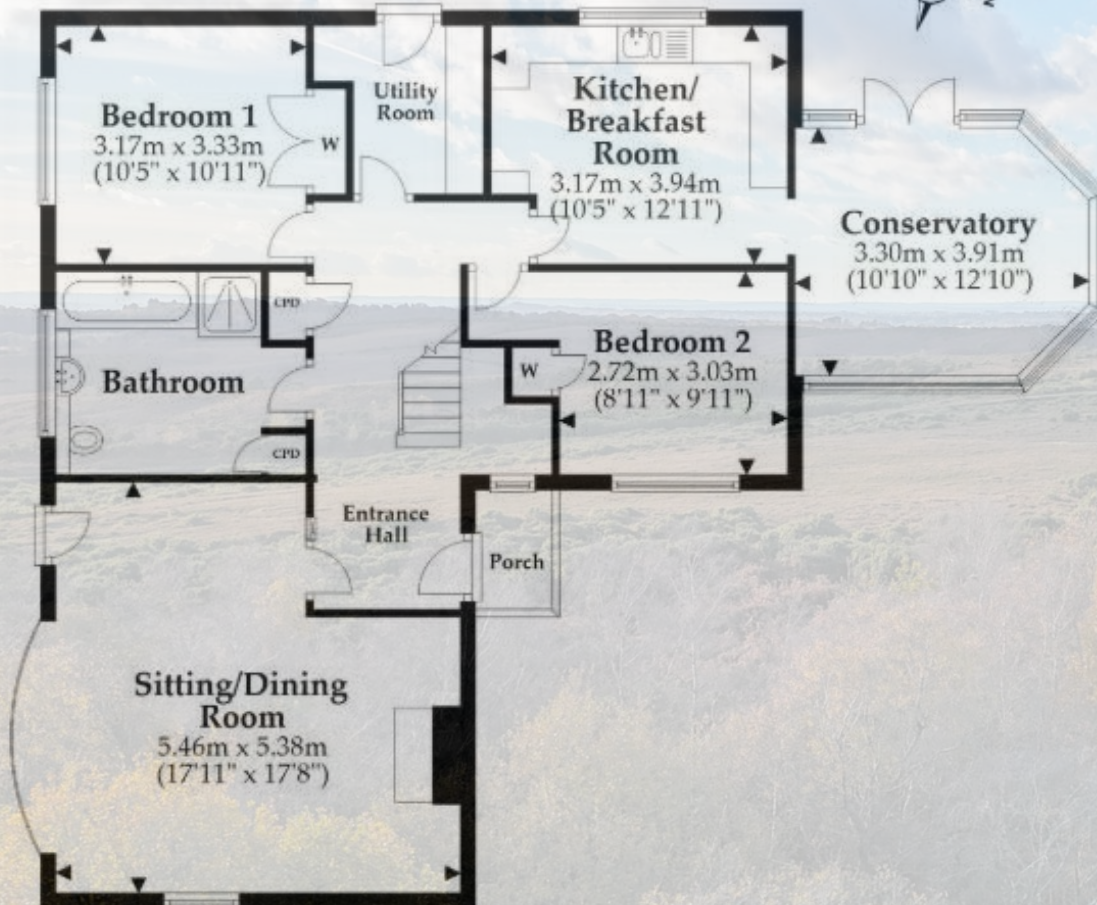 N
Bedroom 1
3.17m x 3.33m
(10'5" x 10'11")
W
Utility
Room
Kitchen/
Breakfast
Room
3.17m x 3.94m
(10'5" x 12'11")
Conservatory
3.30m x 3.91m
(10'10" x 12'10")
CPD
Bathroom
CPD
W
Bedroom 2
2.72m x 3.03m
(8'11" x 9'11")
Entrance
Hall
Porch
Sitting/Dining
Room
5.46m x 5.38m
(17'11" x 17'8")